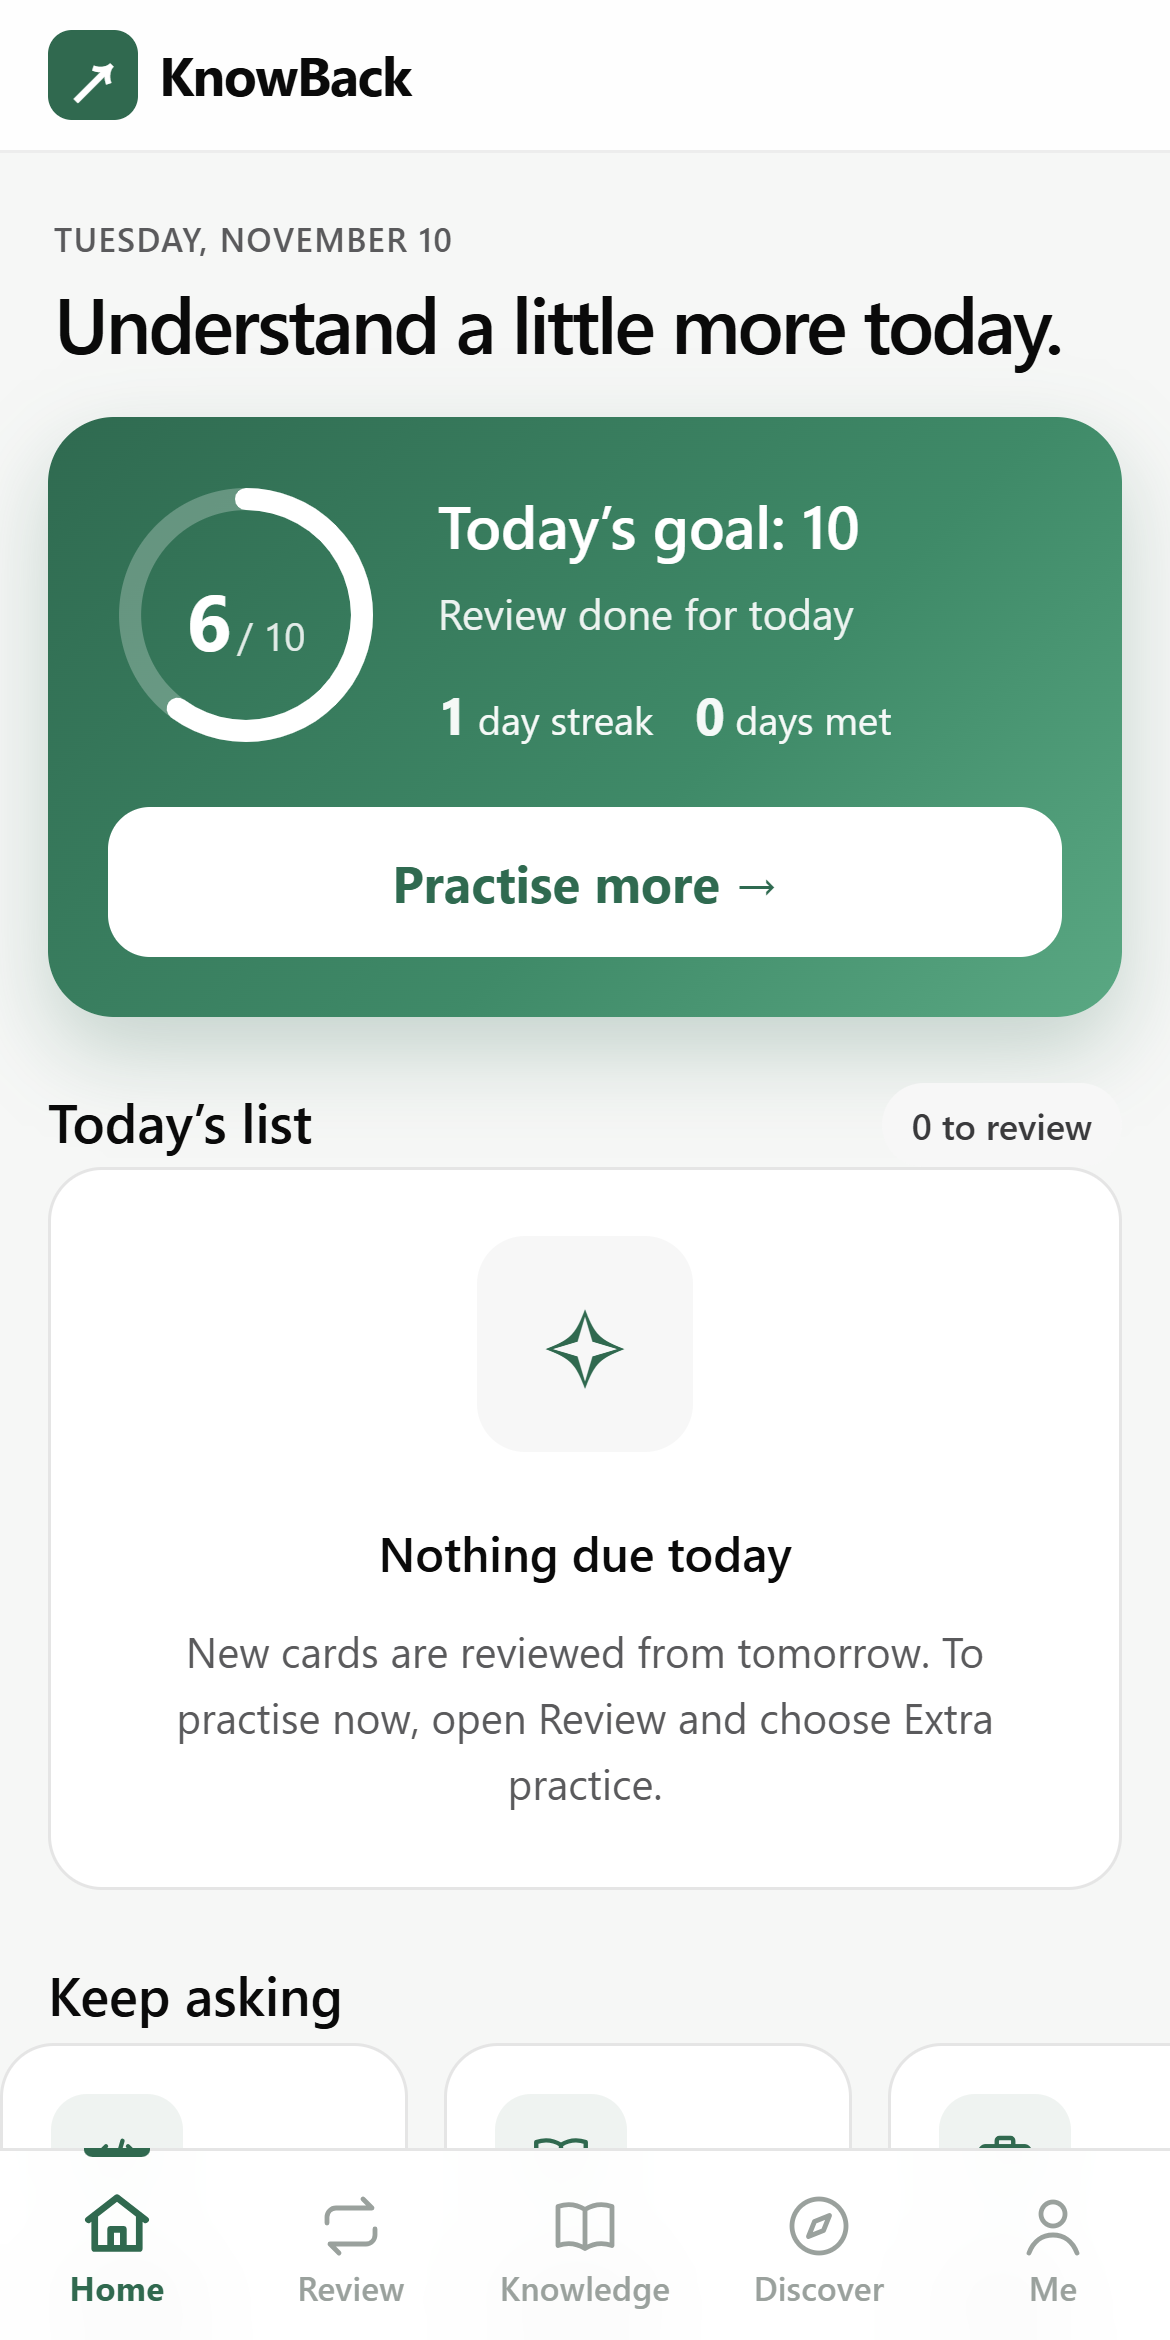 KnowBack
TUESDAY, NOVEMBER 10
Understand a little more today.
6 / 10
Today’s goal: 10
Review done for today
1 day streak 0 days met
Practise more →
Today’s list
0 to review
Nothing due today
New cards are reviewed from tomorrow. To
practise now, open Review and choose Extra
practice.
Keep asking
Home
Review
Knowledge
Discover
Me